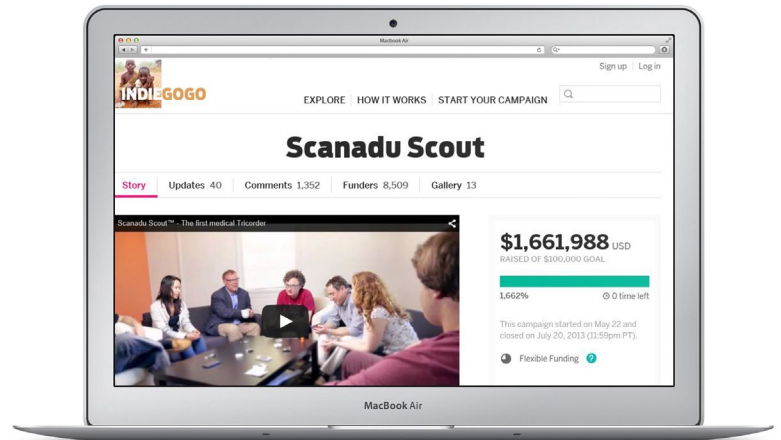 Macbook Air
Sign up Log in
INDIEGOGO
EXPLORE HOW IT WORKS START YOUR CAMPAIGN
Scanadu Scout
Story Updates 40 Comments 1,352 Funders 8,509 Gallery 13
Scanadu Scout™ - The first medical Tricorder
$1,661,988 USD
RAISED OF $100,000 GOAL
1,662% 0 time left
This campaign started on May 22 and
closed on July 20, 2013 (11:59pm PT).
Flexible Funding ?
MacBook Air